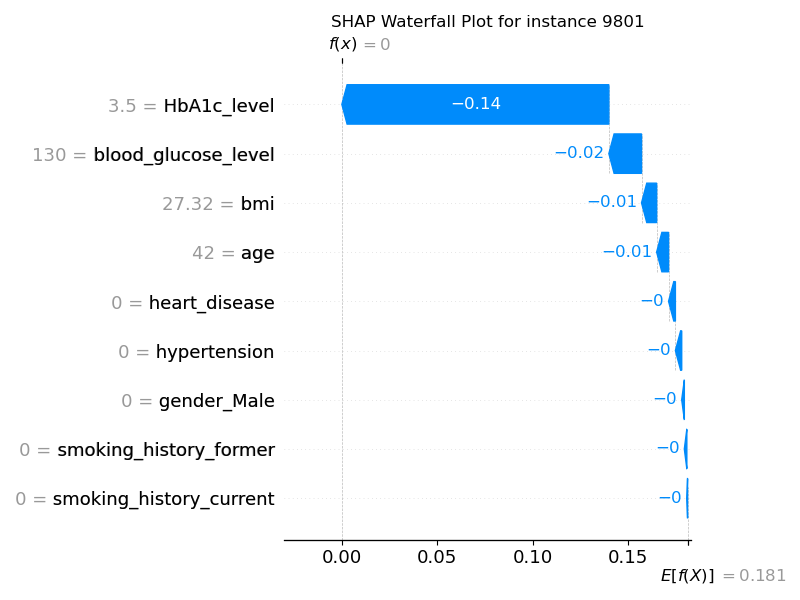 SHAP Waterfall Plot for instance 9801
f(x) = 0
3.5 = HbA1c_level
−0.14
130 = blood_glucose_level
−0.02
27.32 = bmi
−0.01
42 = age
−0.01
0 = heart_disease
−0
0 = hypertension
−0
0 = gender_Male
−0
0 = smoking_history_former
−0
0 = smoking_history_current
−0
0.00 0.05 0.10 0.15
E[f(X)] = 0.181